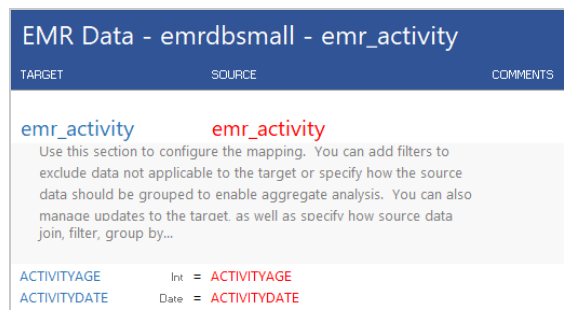 EMR Data - emrdbsmall - emr_activity
TARGET SOURCE COMMENTS
emr_activity emr_activity
Use this section to configure the mapping. You can add filters to
exclude data not applicable to the target or specify how the source
data should be grouped to enable aggregate analysis. You can also
manage updates to the target, as well as specify how source data
join, filter, group by...
ACTIVITYAGE Int = ACTIVITYAGE
ACTIVITYDATE Date = ACTIVITYDATE